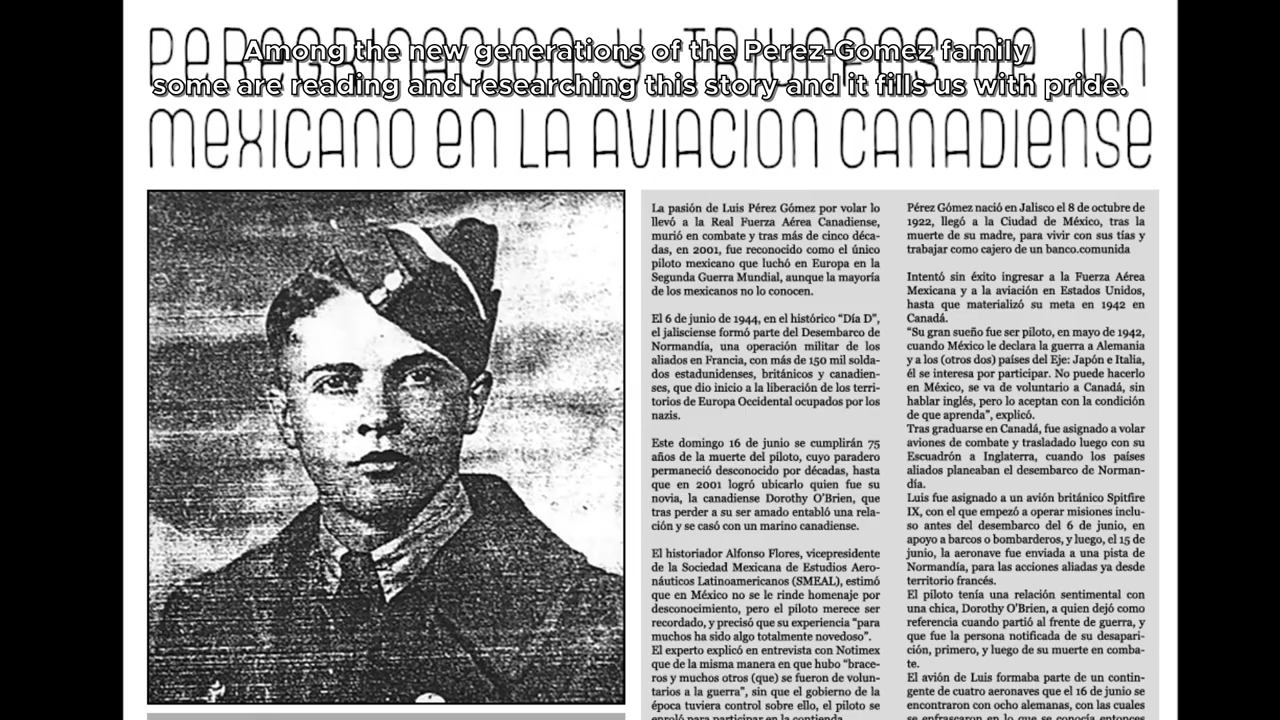 PEREGRINACIÓN Y TRIUNFOS DE UN
MEXICANO EN LA AVIACIÓN CANADIENSE
Among the new generations of the Perez-Gomez family
some are reading and researching this story and it fills us with pride.
La pasión de Luis Pérez Gómez por volar lo
llevó a la Real Fuerza Aérea Canadiense,
murió en combate y tras más de cinco déca-
das, en 2001, fue reconocido como el único
piloto mexicano que luchó en Europa en la
Segunda Guerra Mundial, aunque la mayoría
de los mexicanos no lo conocen.
El 6 de junio de 1944, en el histórico “Día D”,
el jalisciense formó parte del Desembarco de
Normandía, una operación militar de los
aliados en Francia, con más de 150 mil solda-
dos estadunidenses, británicos y canadien-
ses, que dio inicio a la liberación de los terri-
torios de Europa Occidental ocupados por los
nazis.
Este domingo 16 de junio se cumplirán 75
años de la muerte del piloto, cuyo paradero
permaneció desconocido por décadas, hasta
que en 2001 logró ubicarlo quien fue su
novia, la canadiense Dorothy O’Brien, que
tras perder a su ser amado entabló una rela-
ción y se casó con un marino canadiense.
El historiador Alfonso Flores, vicepresidente
de la Sociedad Mexicana de Estudios Aero-
náuticos Latinoamericanos (SMEAL), estimó
que en México no se le rinde homenaje por
desconocimiento, pero el piloto merece ser
recordado, y precisó que su experiencia “para
muchos ha sido algo totalmente novedoso”.
El experto explicó en entrevista con Notimex
que de la misma manera en que hubo “brace-
ros y muchos otros (que) se fueron de volun-
tarios a la guerra”, sin que el gobierno de la
época tuviera control sobre ello, el piloto se
enroló para participar en la contienda.
Pérez Gómez nació en Jalisco el 8 de octubre de
1922, llegó a la Ciudad de México, tras la
muerte de su madre, para vivir con sus tías y
trabajar como cajero de un banco.comunida
Intentó sin éxito ingresar a la Fuerza Aérea
Mexicana y a la aviación en Estados Unidos,
hasta que materializó su meta en 1942 en
Canadá.
“Su gran sueño fue ser piloto, en mayo de 1942,
cuando México le declara la guerra a Alemania
y a los (otros dos) países del Eje: Japón e Italia,
él se interesa por participar. No puede hacerlo
en México, se va de voluntario a Canadá, sin
hablar inglés, pero lo aceptan con la condición
de que aprenda”, explicó.
Tras graduarse en Canadá, fue asignado a volar
aviones de combate y trasladado luego con su
Escuadrón a Inglaterra, cuando los países
aliados planeaban el desembarco de Norman-
día.
Luis fue asignado a un avión británico Spitfire
IX, con el que empezó a operar misiones inclu-
so antes del desembarco del 6 de junio, en
apoyo a barcos o bombarderos, y luego, el 15 de
junio, la aeronave fue enviada a una pista de
Normandía, para las acciones aliadas ya desde
territorio francés.
El piloto tenía una relación sentimental con
una chica, Dorothy O’Brien, a quien dejó como
referencia cuando partió al frente de guerra, y
que fue la persona notificada de su desapari-
ción, primero, y luego de su muerte en comba-
te.
El avión de Luis formaba parte de un contin-
gente de cuatro aeronaves que el 16 de junio se
encontraron con ocho alemanas, con las cuales
se enfrascaron en lo que se conocía entonces